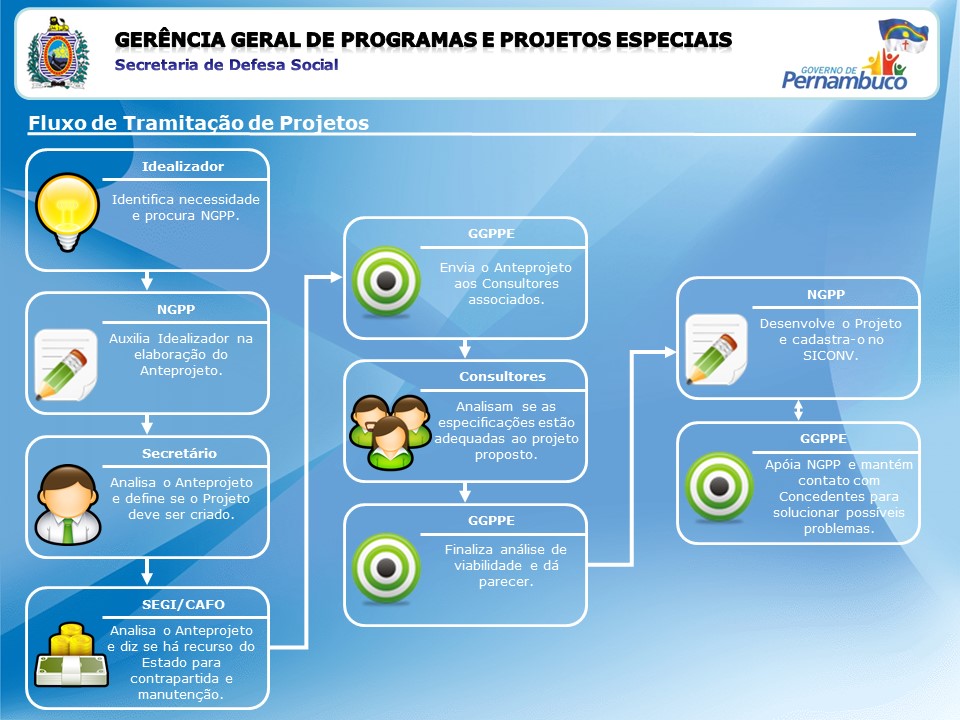 GERÊNCIA GERAL DE PROGRAMAS E PROJETOS ESPECIAIS
Secretaria de Defesa Social
GOVERNO DE
Pernambuco
Fluxo de Tramitação de Projetos
Idealizador
Identifica necessidade
e procura NGPP.
NGPP
Auxilia Idealizador na
elaboração do
Anteprojeto.
Secretário
Analisa o Anteprojeto
e define se o Projeto
deve ser criado.
SEGI/CAFO
Analisa o Anteprojeto
e diz se há recurso do
Estado para
contrapartida e
manutenção.
GGPPE
Envia o Anteprojeto
aos Consultores
associados.
Consultores
Analisam se as
especificações estão
adequadas ao projeto
proposto.
GGPPE
Finaliza análise de
viabilidade e dá
parecer.
NGPP
Desenvolve o Projeto
e cadastra-o no
SICONV.
GGPPE
Apóia NGPP e mantém
contato com
Concedentes para
solucionar possíveis
problemas.